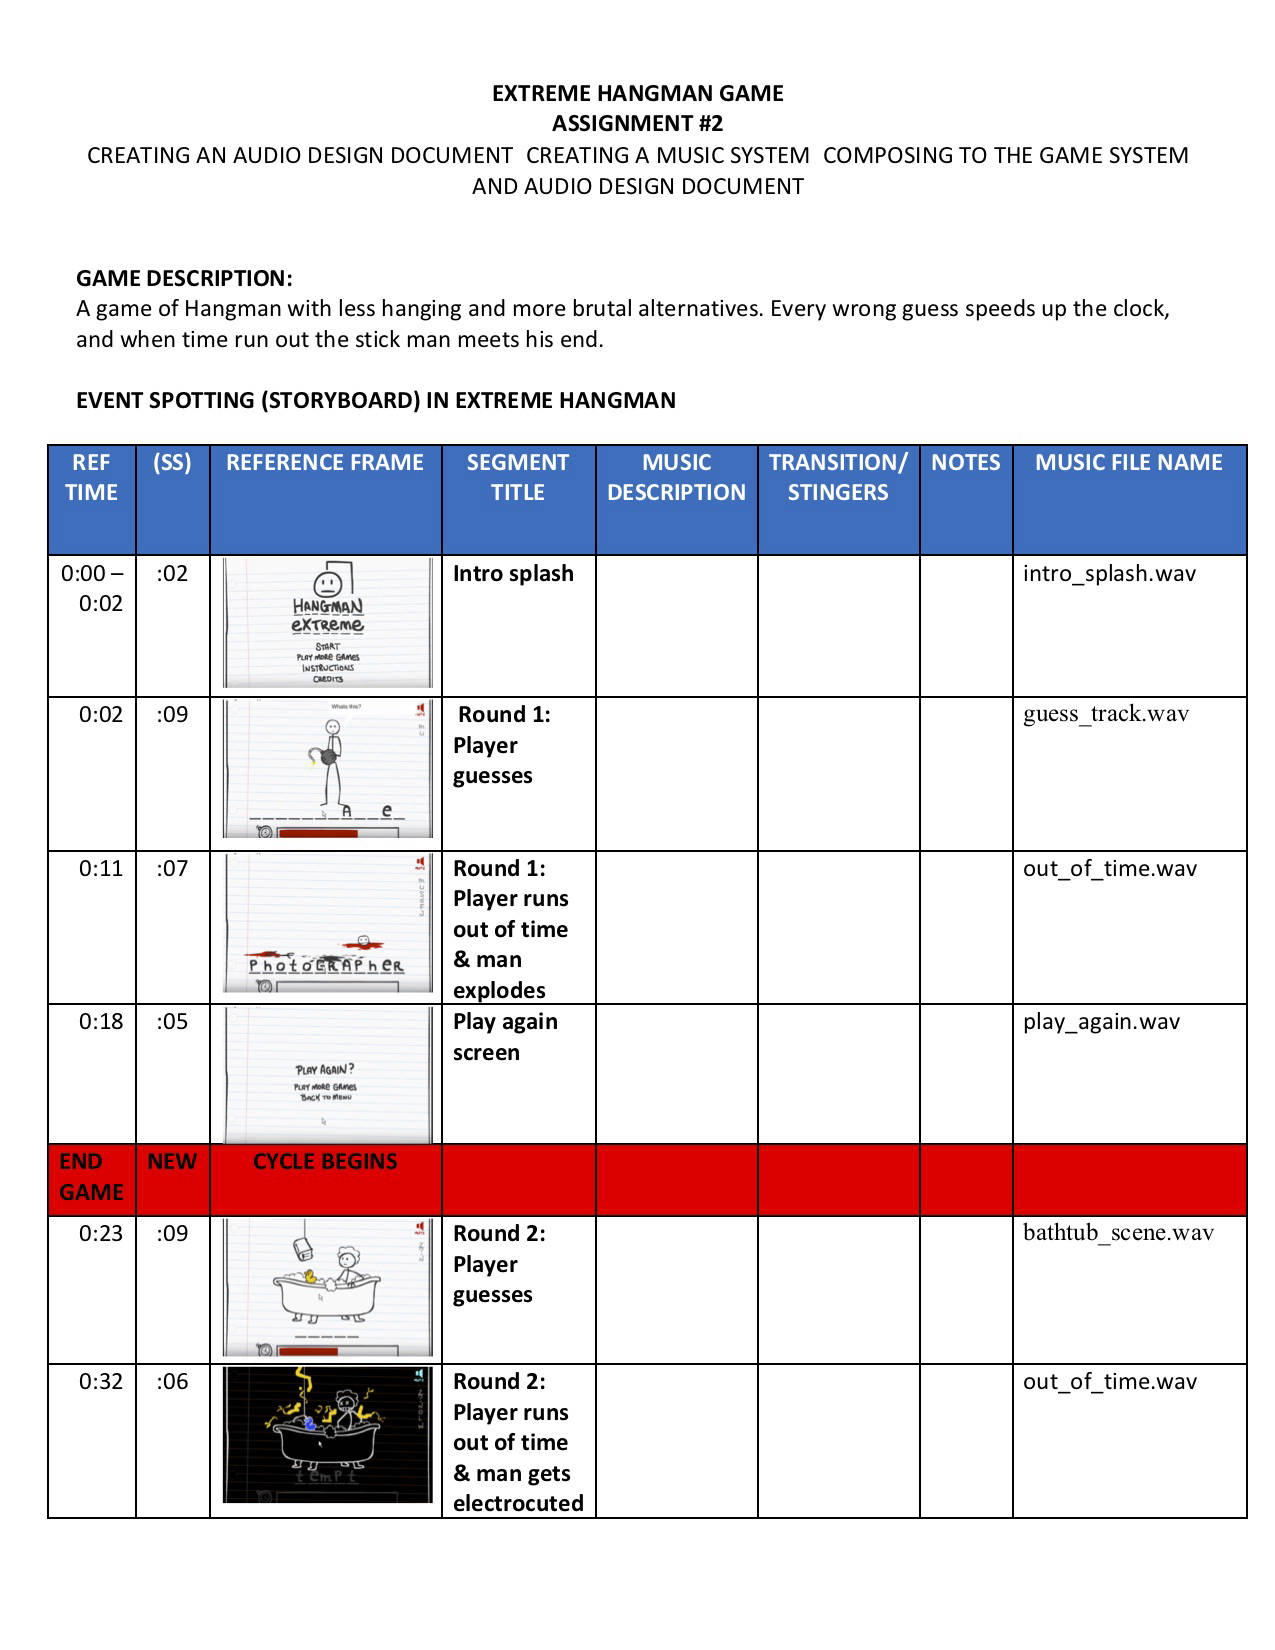 EXTREME HANGMAN GAME
ASSIGNMENT #2
CREATING AN AUDIO DESIGN DOCUMENT  CREATING A MUSIC SYSTEM  COMPOSING TO THE GAME SYSTEM
AND AUDIO DESIGN DOCUMENT
GAME DESCRIPTION:
A game of Hangman with less hanging and more brutal alternatives. Every wrong guess speeds up the clock,
and when time run out the stick man meets his end.
EVENT SPOTTING (STORYBOARD) IN EXTREME HANGMAN
REF TIME
(SS)
REFERENCE FRAME
SEGMENT TITLE
MUSIC DESCRIPTION
TRANSITION/ STINGERS
NOTES
MUSIC FILE NAME
0:00 –
0:02
:02
HANGMAN
eXTReme
START
PLAY MORE GAMES
INSTRUCTIONS
CREDITS
Intro splash
intro_splash.wav
0:02
:09
Whats this?
A e
Round 1:
Player
guesses
guess_track.wav
0:11
:07
PhotoGRAPheR
Round 1:
Player runs
out of time
& man
explodes
out_of_time.wav
0:18
:05
PLAY AGAIN?
PLAY MORE GAMES
BACK TO MENU
Play again
screen
play_again.wav
END
GAME
NEW
CYCLE BEGINS
0:23
:09
Round 2:
Player
guesses
bathtub_scene.wav
0:32
:06
tempt
Round 2:
Player runs
out of time
& man gets
electrocuted
out_of_time.wav